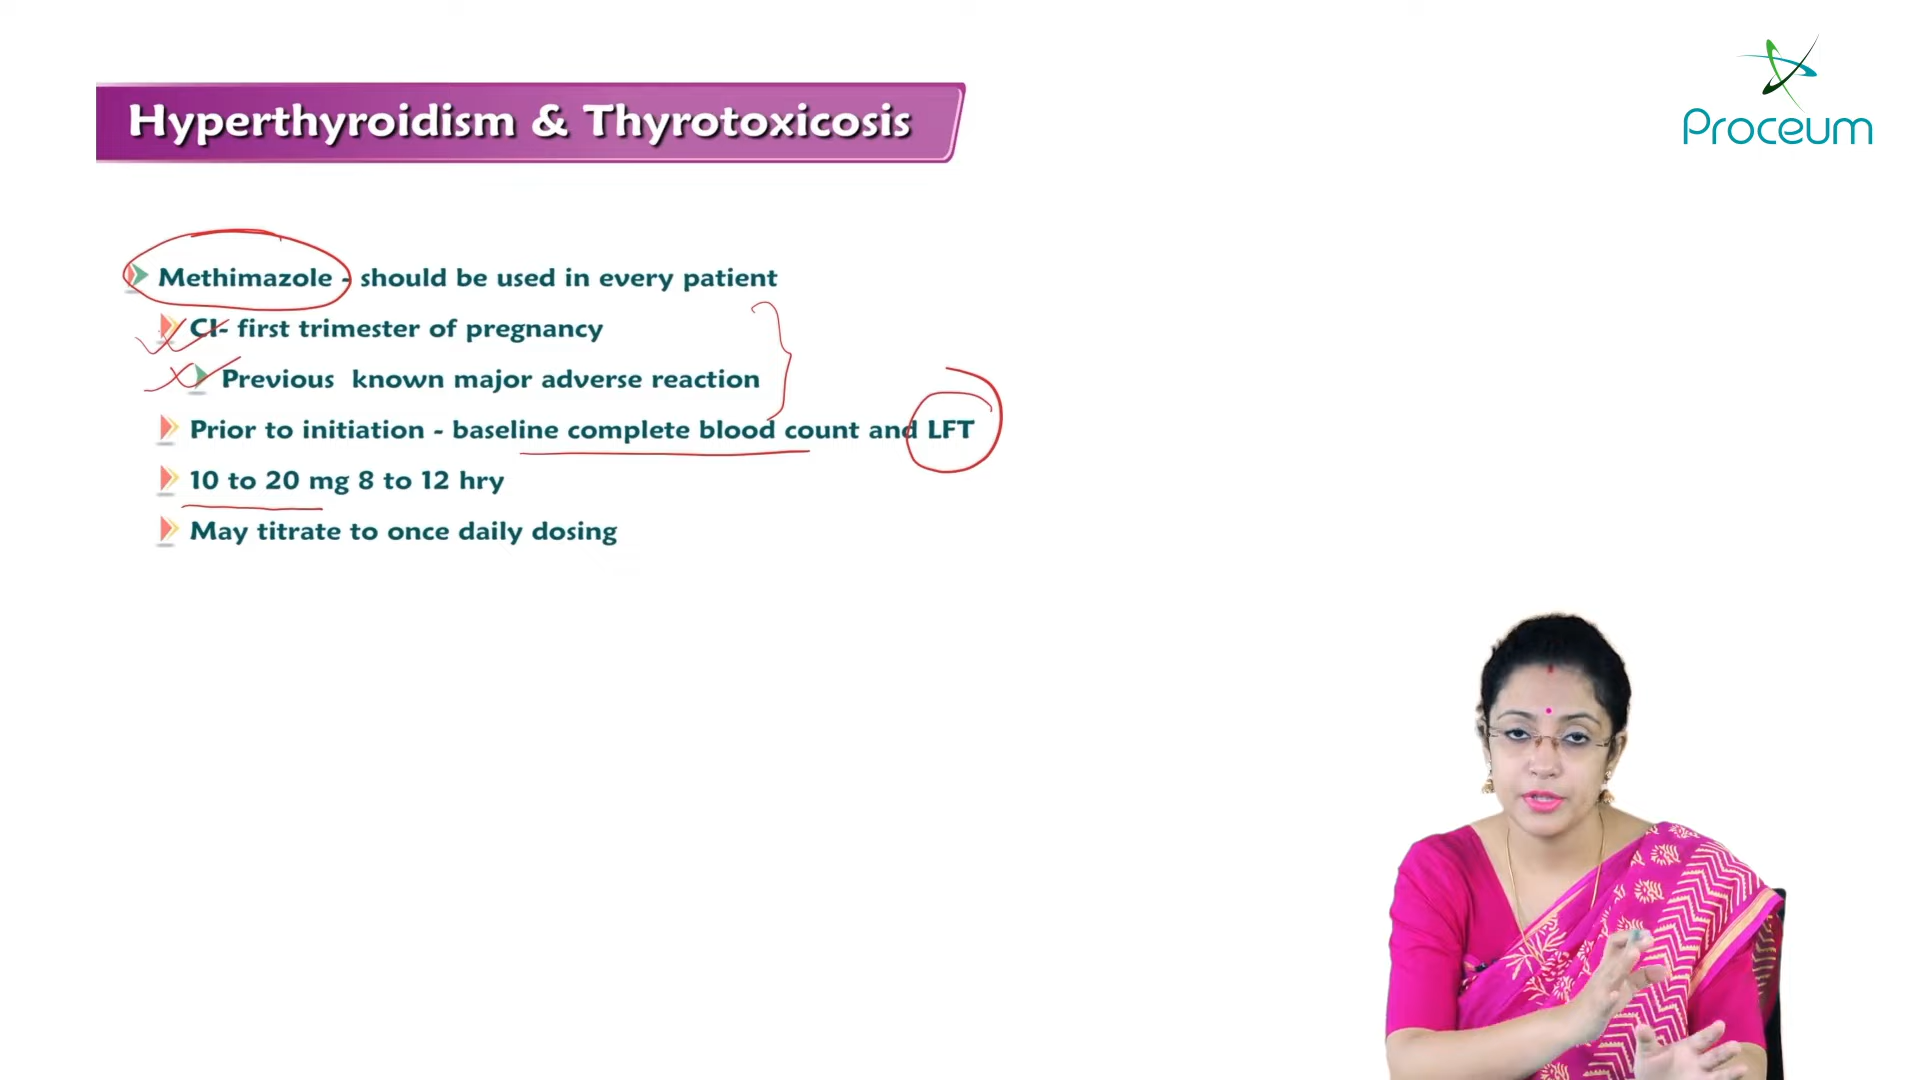 Hyperthyroidism & Thyrotoxicosis
Proceum
Methimazole - should be used in every patient
CI- first trimester of pregnancy
Previous known major adverse reaction
Prior to initiation - baseline complete blood count and LFT
10 to 20 mg 8 to 12 hry
May titrate to once daily dosing